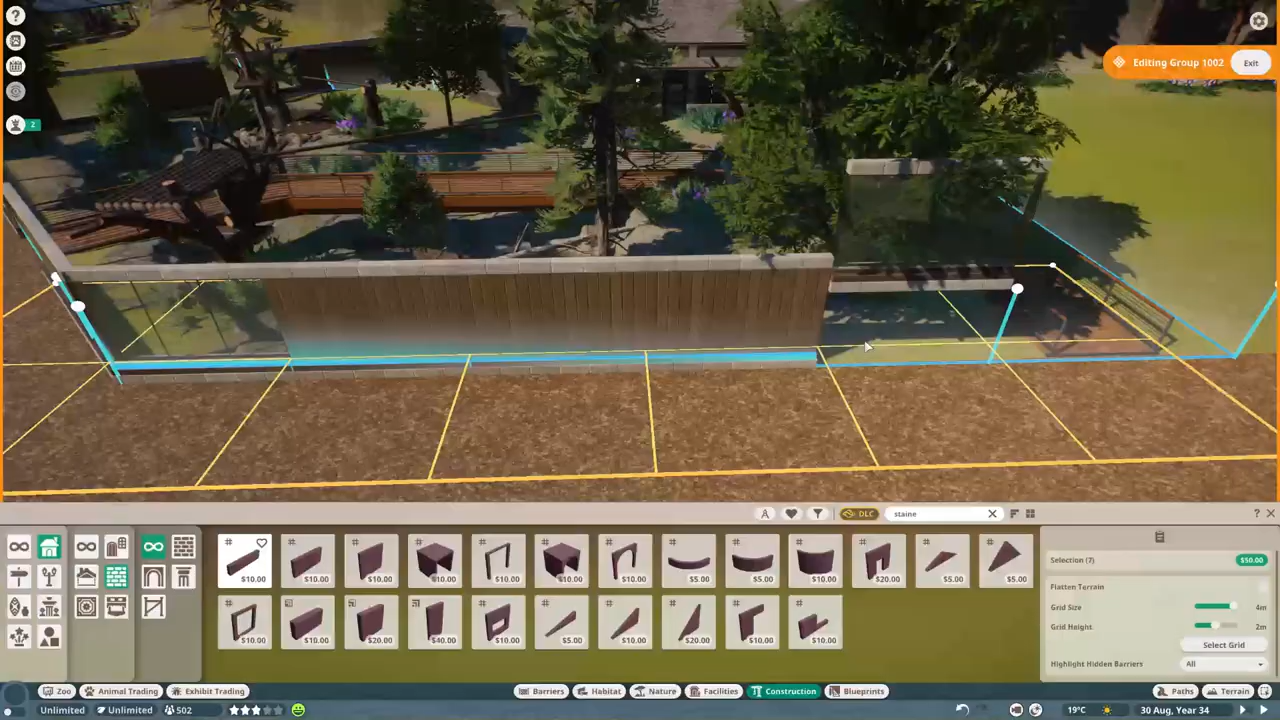 ?
Editing Group 1002
Exit
2
DLC
staine
?
$10.00
$10.00
$10.00
$10.00
$10.00
$10.00
$10.00
$5.00
$5.00
$10.00
$20.00
$5.00
$5.00
$10.00
$10.00
$20.00
$40.00
$10.00
$5.00
$10.00
$20.00
$10.00
$10.00
Selection (7)
$50.00
Flatten Terrain
Grid Size
4m
Grid Height
2m
Select Grid
Highlight Hidden Barriers
All
Zoo
Animal Trading
Exhibit Trading
Barriers
Habitat
Nature
Facilities
Construction
Blueprints
Paths
Terrain
Unlimited
Unlimited
502
19°C
30 Aug, Year 34